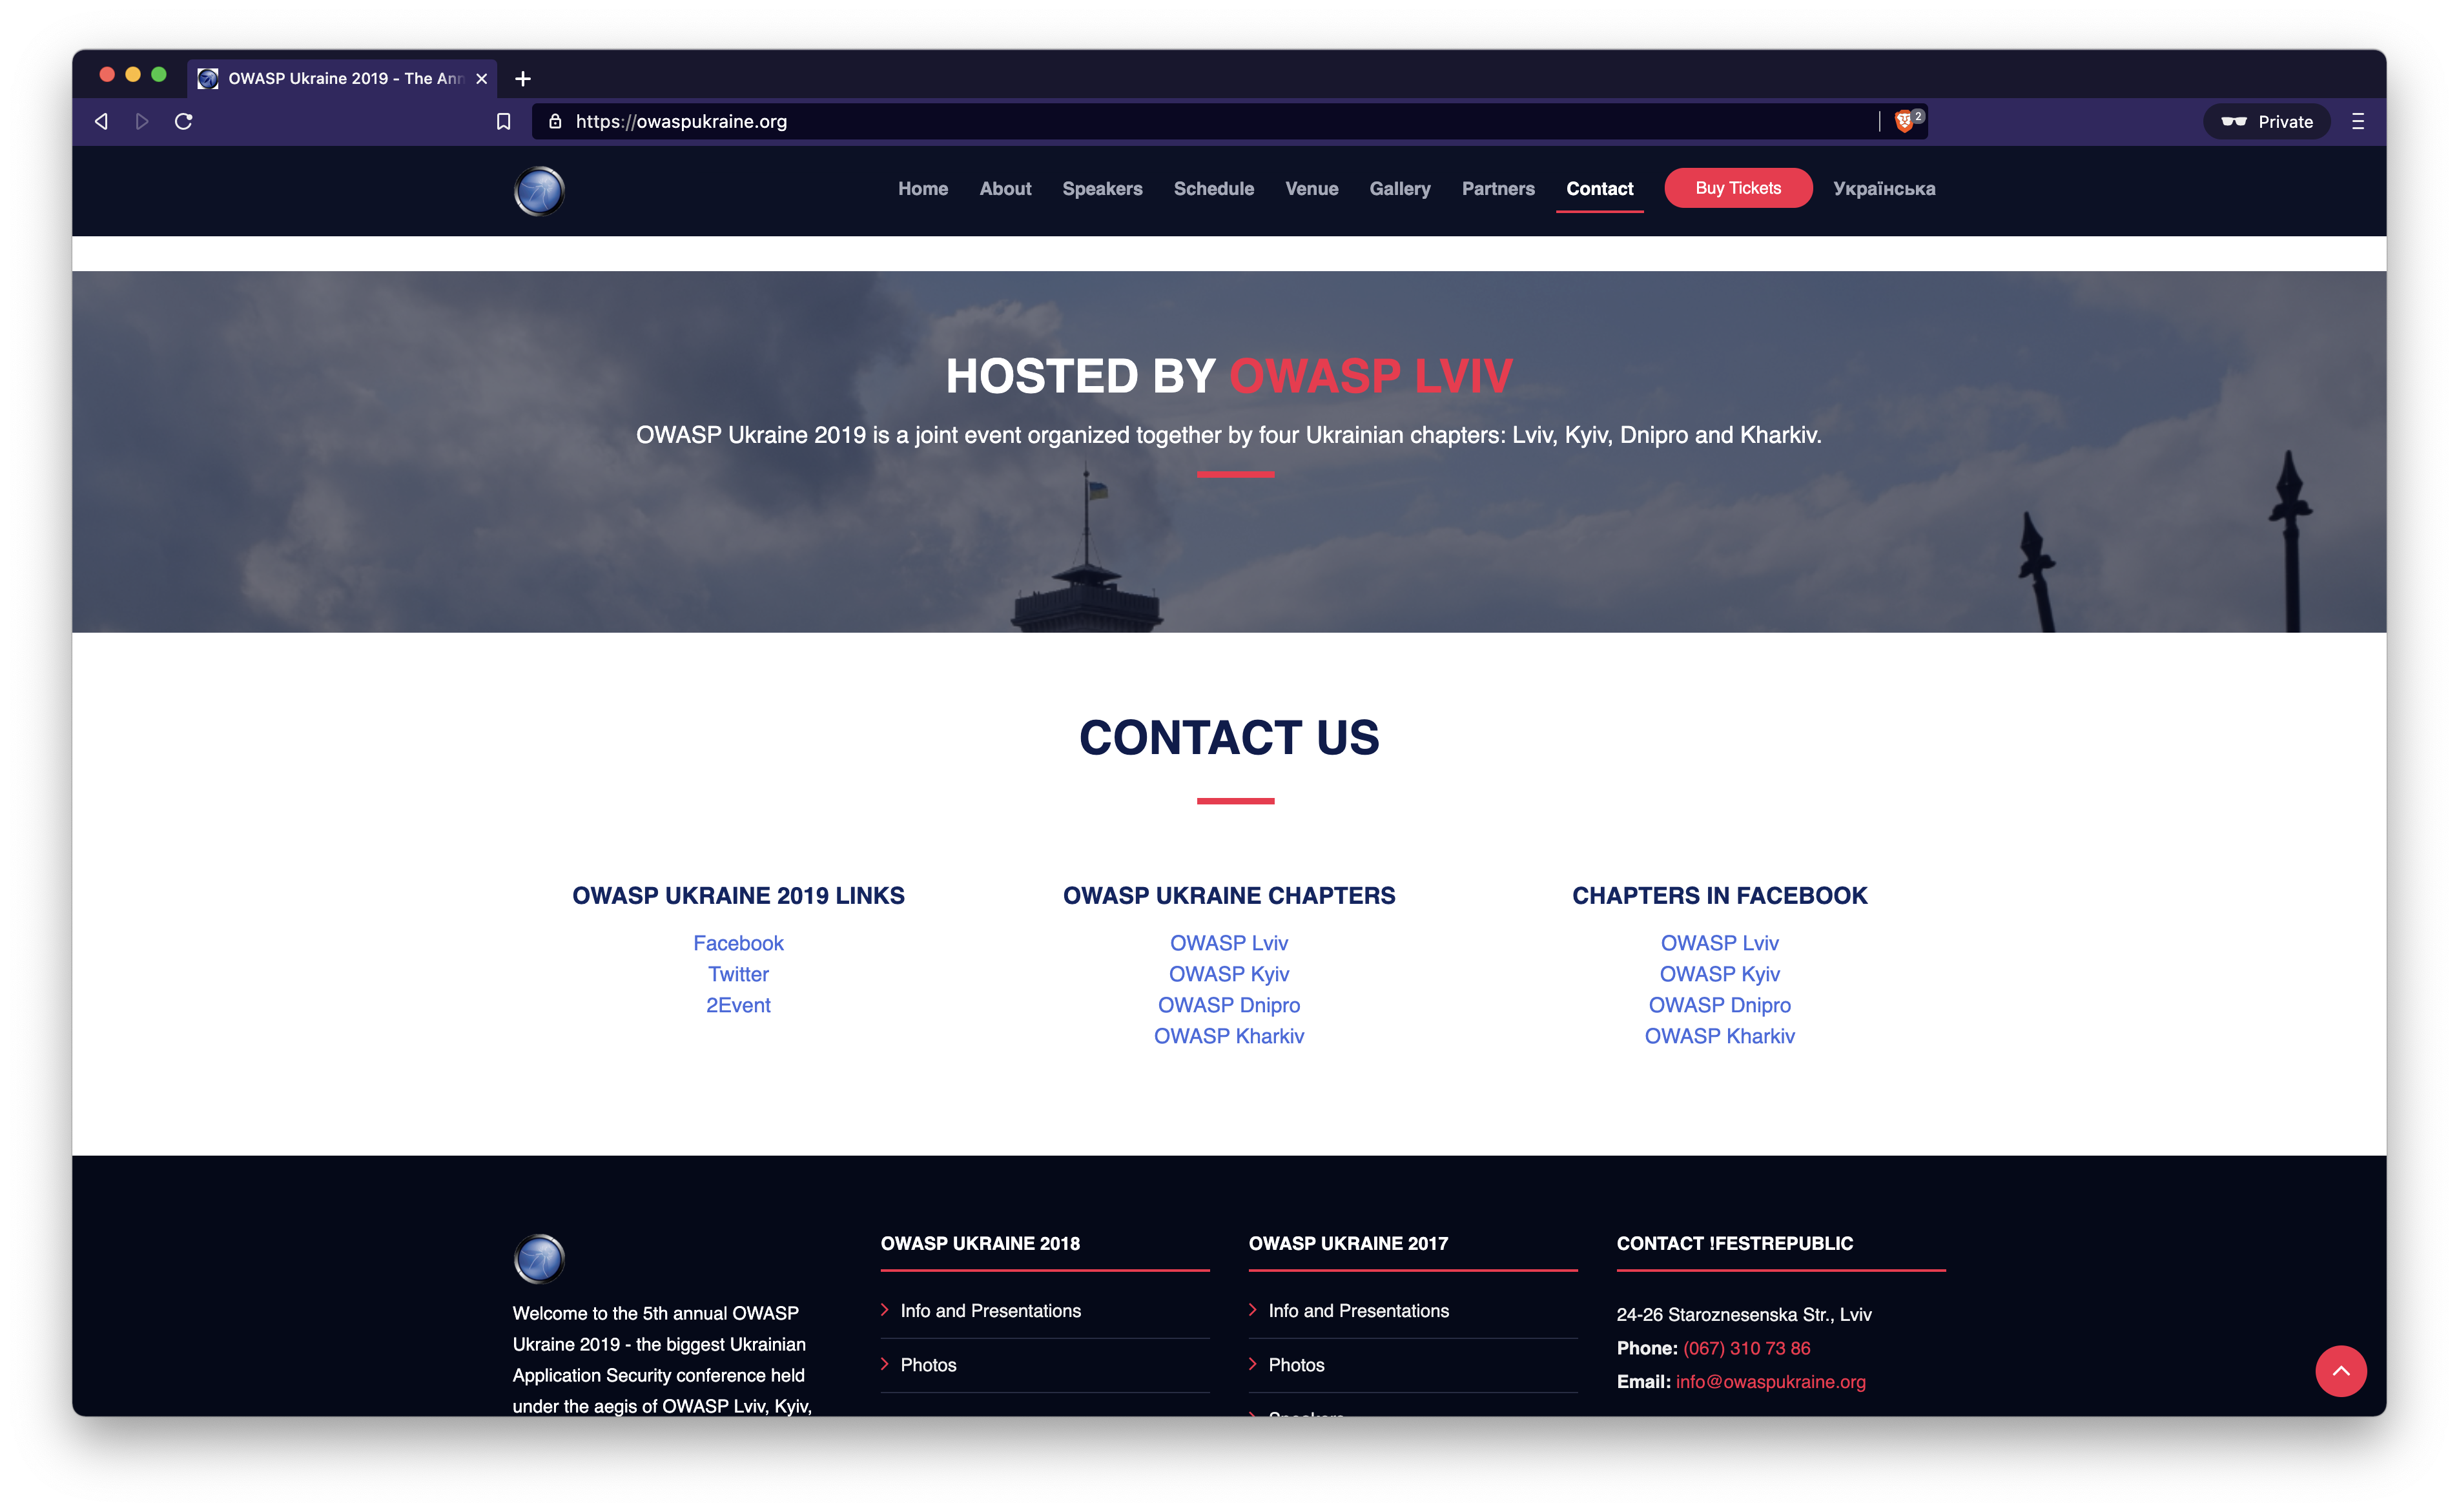 OWASP Ukraine 2019 - The Ann
https://owaspukraine.org
2
Private
Home About Speakers Schedule Venue Gallery Partners Contact Buy Tickets Українська
HOSTED BY OWASP LVIV
OWASP Ukraine 2019 is a joint event organized together by four Ukrainian chapters: Lviv, Kyiv, Dnipro and Kharkiv.
CONTACT US
OWASP UKRAINE 2019 LINKS
Facebook
Twitter
2Event
OWASP UKRAINE CHAPTERS
OWASP Lviv
OWASP Kyiv
OWASP Dnipro
OWASP Kharkiv
CHAPTERS IN FACEBOOK
OWASP Lviv
OWASP Kyiv
OWASP Dnipro
OWASP Kharkiv
Welcome to the 5th annual OWASP
Ukraine 2019 - the biggest Ukrainian
Application Security conference held
under the aegis of OWASP Lviv, Kyiv,
OWASP UKRAINE 2018
Info and Presentations
Photos
OWASP UKRAINE 2017
Info and Presentations
Photos
Speakers
CONTACT !FESTREPUBLIC
24-26 Staroznesenska Str., Lviv
Phone: (067) 310 73 86
Email: info@owaspukraine.org